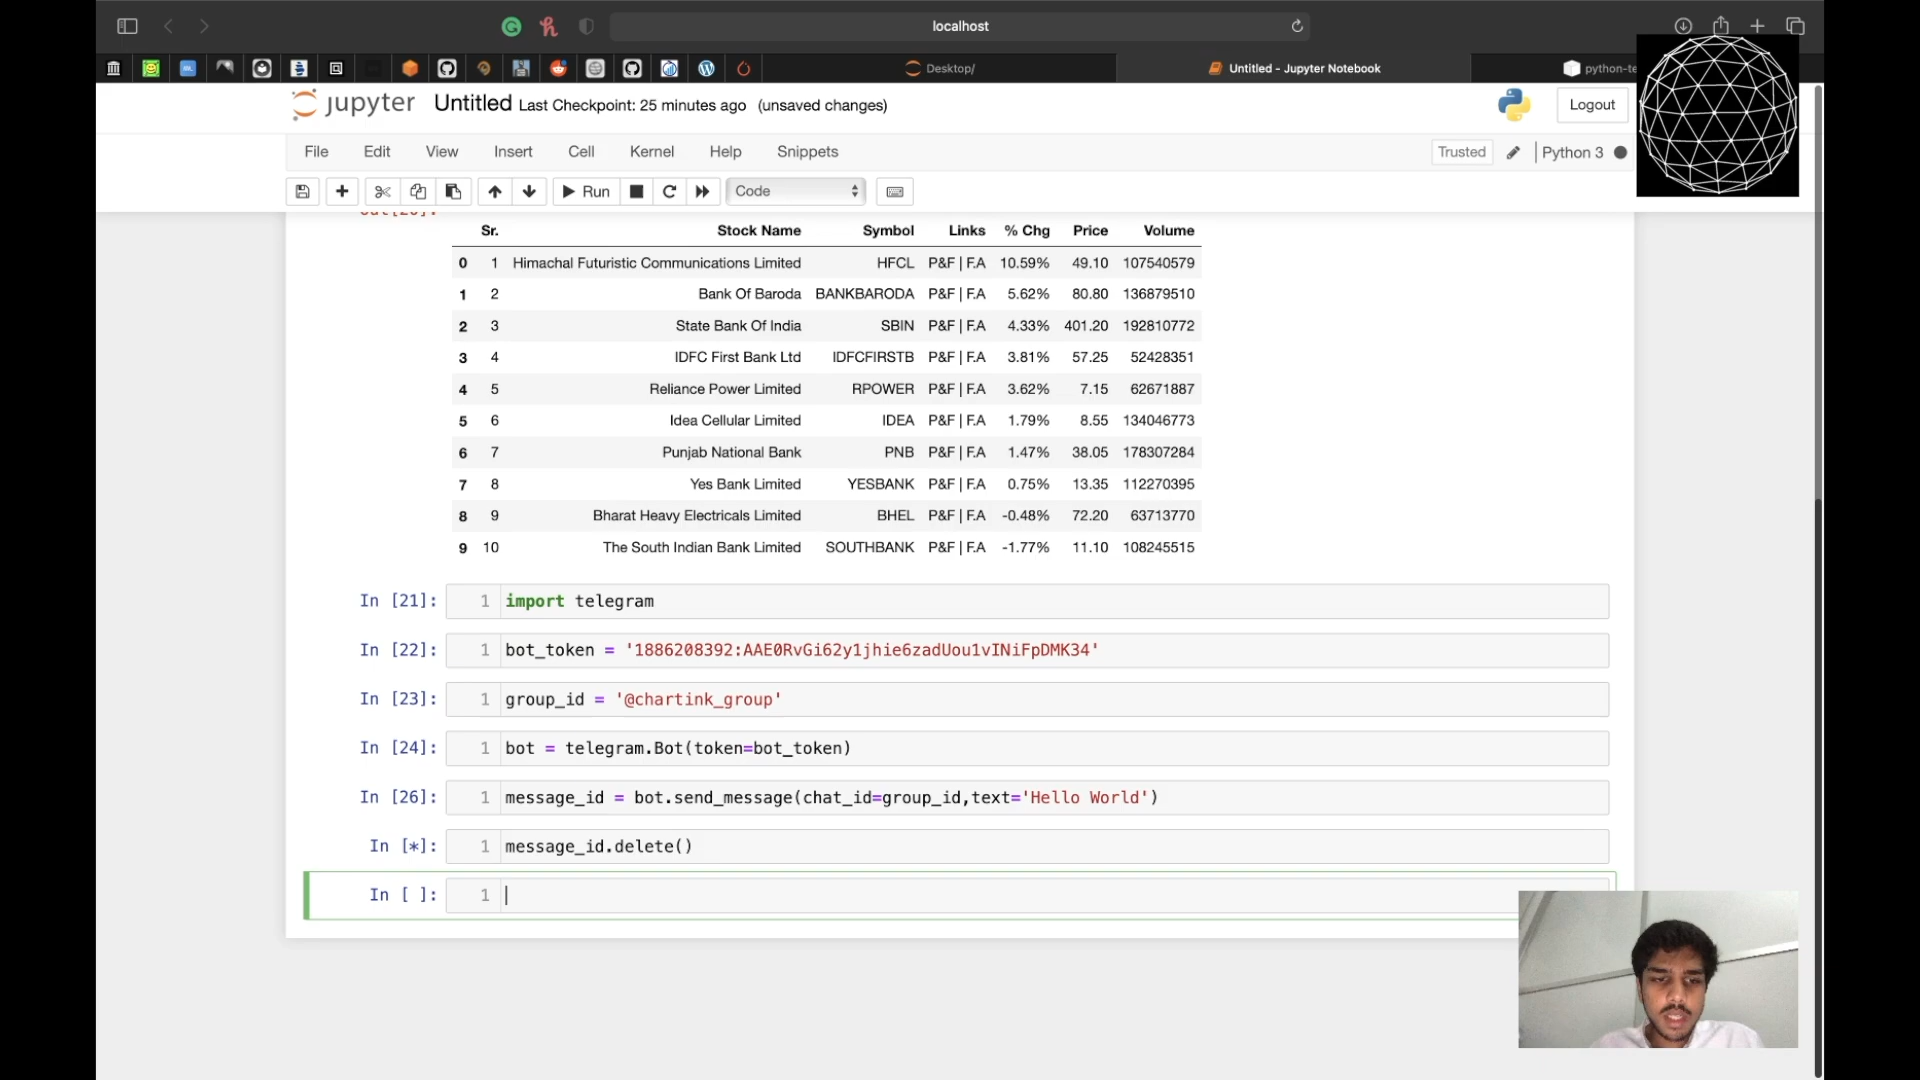 localhost
Desktop/
Untitled - Jupyter Notebook
python-te
jupyter Untitled Last Checkpoint: 25 minutes ago (unsaved changes)
Logout
File Edit View Insert Cell Kernel Help Snippets
Trusted Python 3
Run Code
Sr. Stock Name Symbol Links % Chg Price Volume
0 1 Himachal Futuristic Communications Limited HFCL P&F | F.A 10.59% 49.10 107540579
1 2 Bank Of Baroda BANKBARODA P&F | F.A 5.62% 80.80 136879510
2 3 State Bank Of India SBIN P&F | F.A 4.33% 401.20 192810772
3 4 IDFC First Bank Ltd IDFCFIRSTB P&F | F.A 3.81% 57.25 52428351
4 5 Reliance Power Limited RPOWER P&F | F.A 3.62% 7.15 62671887
5 6 Idea Cellular Limited IDEA P&F | F.A 1.79% 8.55 134046773
6 7 Punjab National Bank PNB P&F | F.A 1.47% 38.05 178307284
7 8 Yes Bank Limited YESBANK P&F | F.A 0.75% 13.35 112270395
8 9 Bharat Heavy Electricals Limited BHEL P&F | F.A -0.48% 72.20 63713770
9 10 The South Indian Bank Limited SOUTHBANK P&F | F.A -1.77% 11.10 108245515
In [21]: 1 import telegram
In [22]: 1 bot_token = '1886208392:AAE0RvGi62y1jhie6zadUou1vINiFpDMK34'
In [23]: 1 group_id = '@chartink_group'
In [24]: 1 bot = telegram.Bot(token=bot_token)
In [26]: 1 message_id = bot.send_message(chat_id=group_id,text='Hello World')
In [*]: 1 message_id.delete()
In [ ]: 1